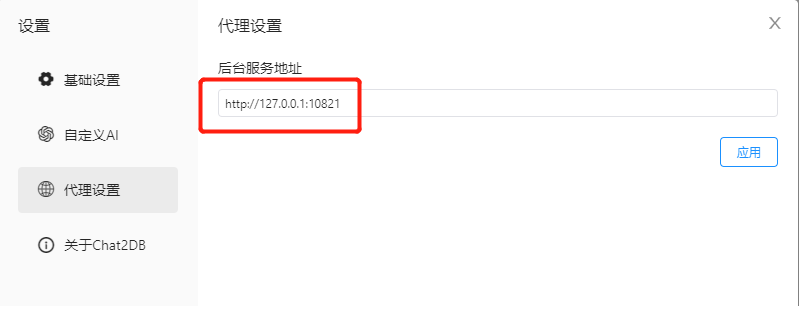 设置
基础设置
自定义AI
代理设置
关于Chat2DB
代理设置
后台服务地址
http://127.0.0.1:10821
应用